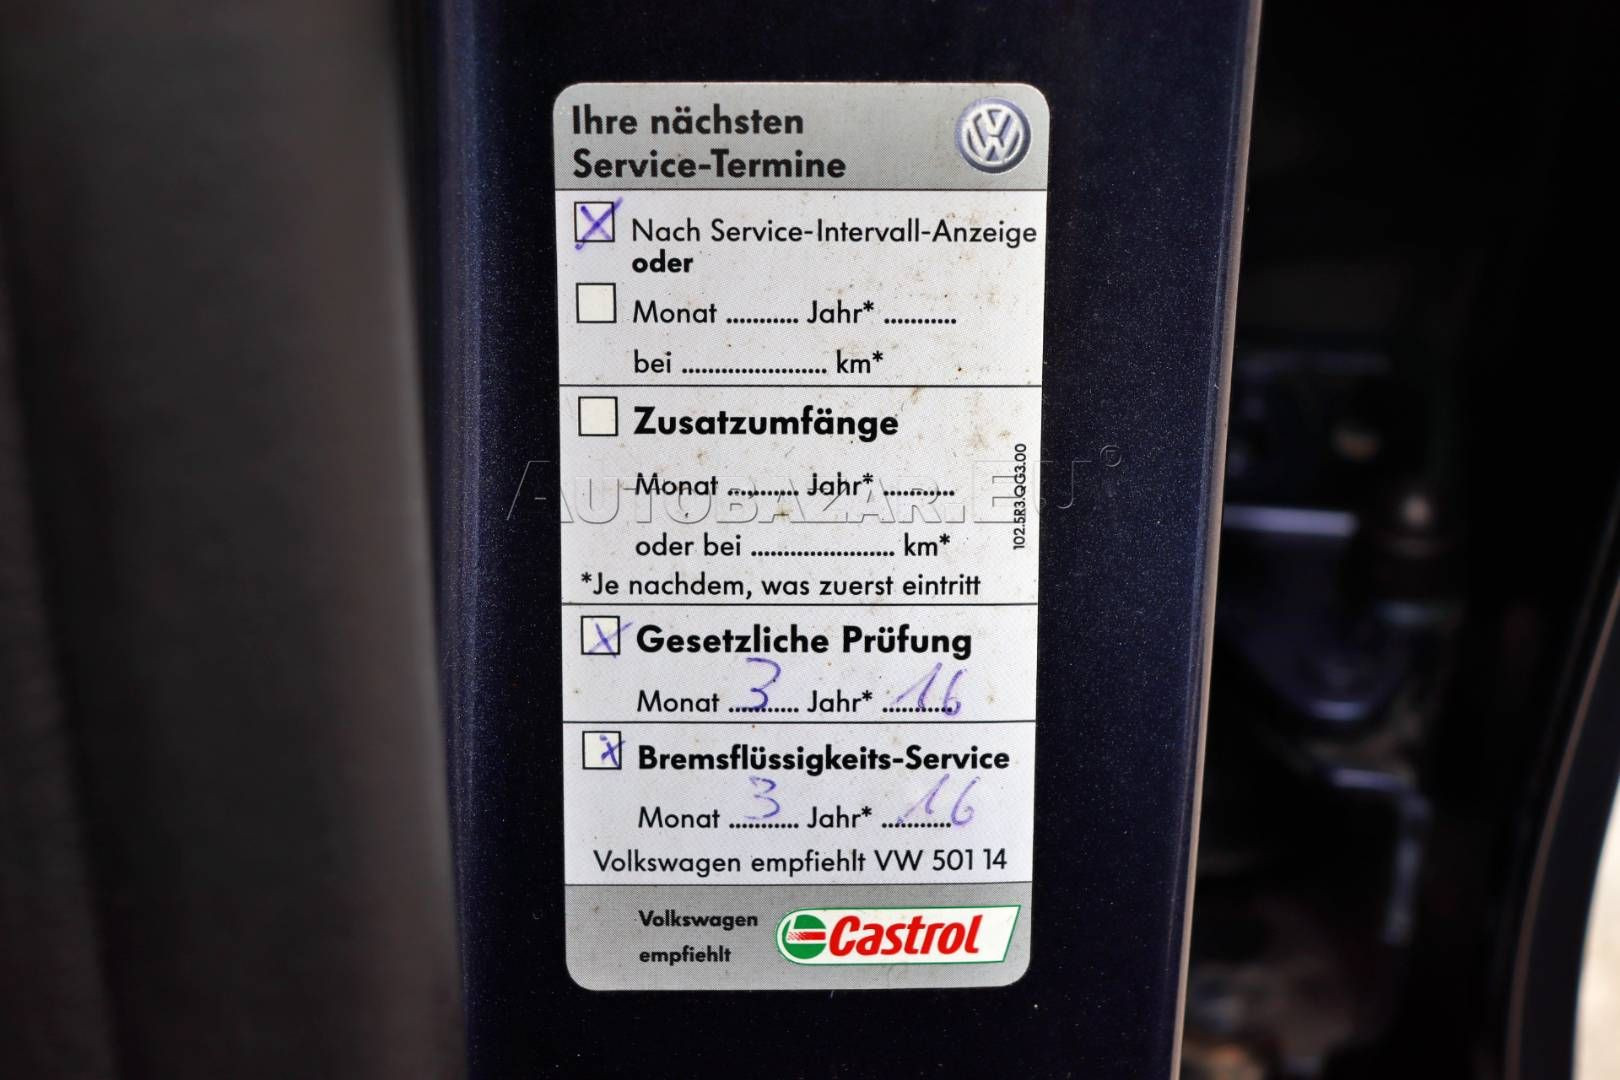 Ihre nächsten
Service-Termine
Nach Service-Intervall-Anzeige
oder
Monat ........... Jahr* ...........
bei ...................... km*
Zusatzumfänge
Monat ........... Jahr* ...........
AUTOBAZAR.EU©
oder bei ...................... km*
*Je nachdem, was zuerst eintritt
102.5R3.QG3.00
Gesetzliche Prüfung
Monat 3 Jahr* 16
Bremsflüssigkeits-Service
Monat 3 Jahr* 16
Volkswagen empfiehlt VW 501 14
Volkswagen
empfiehlt
Castrol